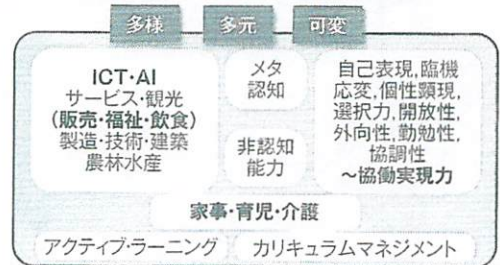 多様 多元 可変
ICT・AI
サービス・観光
(販売・福祉・飲食)
製造・技術・建築
農林水産
メタ
認知
非認知
能力
自己表現,臨機
応変,個性顕現,
選択力,開放性,
外向性,勤勉性,
協調性
～協働実現力
家事・育児・介護
アクティブ・ラーニング カリキュラムマネジメント